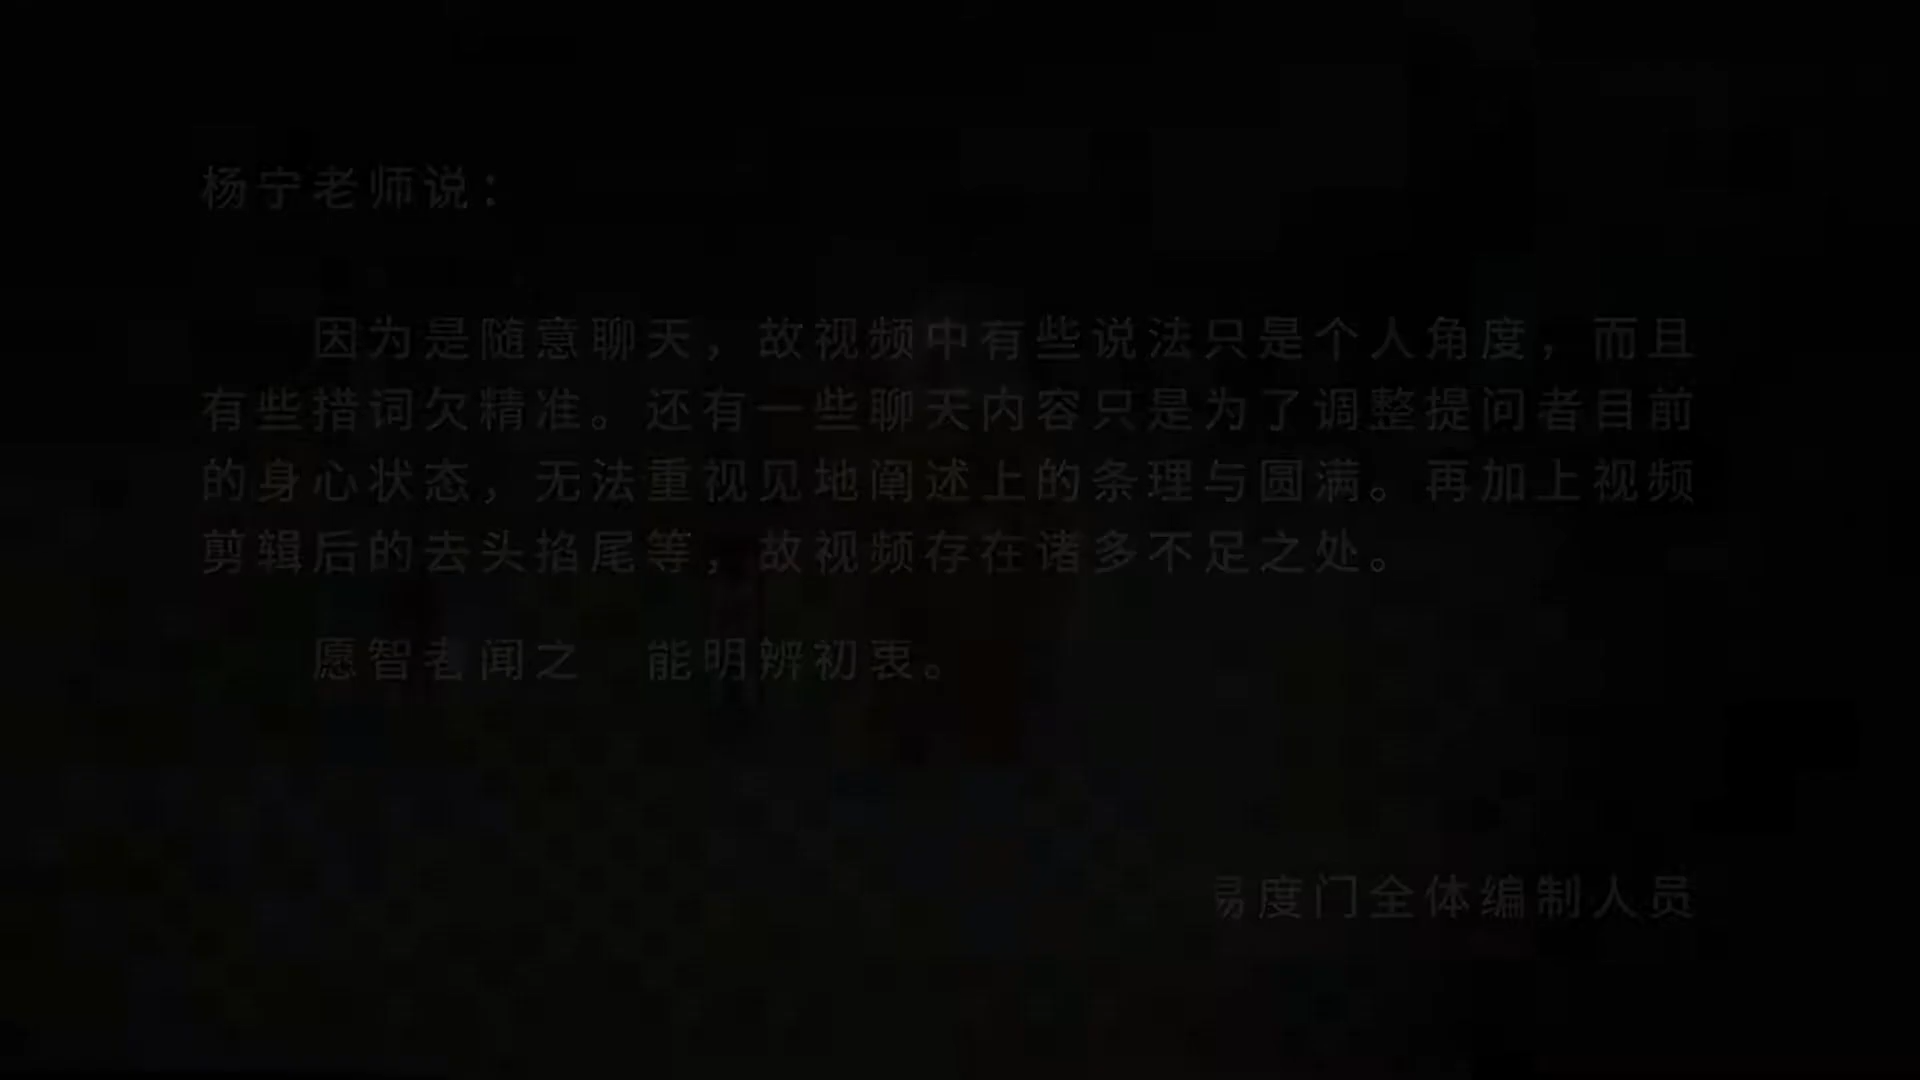 杨宁老师说：
因为是随意聊天，故视频中有些说法只是个人角度，而且
有些措词欠精准。还有一些聊天内容只是为了调整提问者目前
的身心状态，无法重视见地阐述上的条理与圆满。再加上视频
剪辑后的去头掐尾等，故视频存在诸多不足之处。
愿智者闻之 能明辨初衷。
易度门全体编制人员